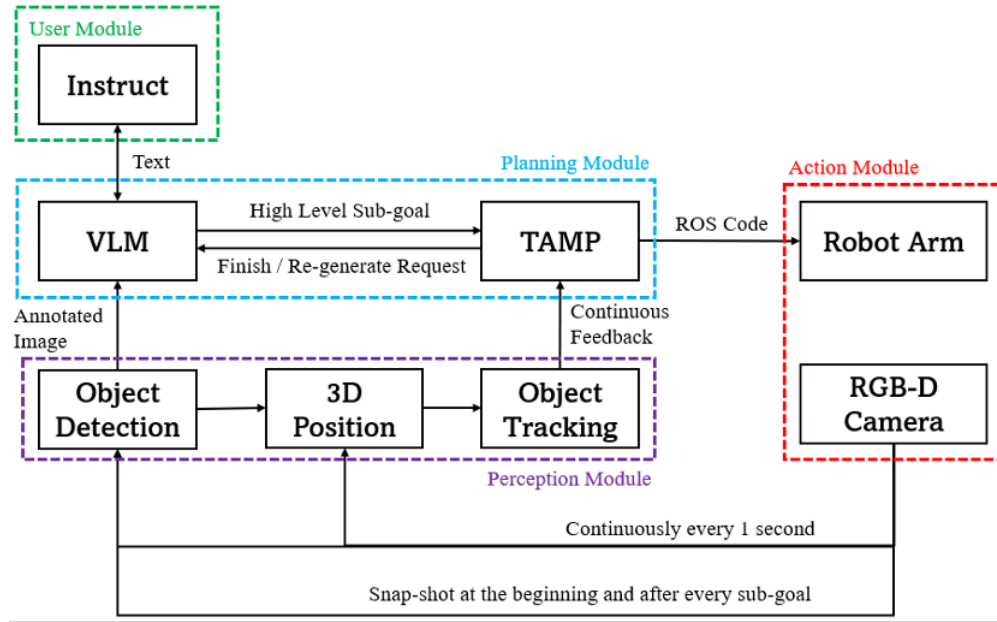 User Module
Instruct
Text
Planning Module
Action Module
VLM
High Level Sub-goal
Finish / Re-generate Request
TAMP
ROS Code
Robot Arm
Annotated
Image
Continuous
Feedback
Object
Detection
3D
Position
Object
Tracking
RGB-D
Camera
Perception Module
Continuously every 1 second
Snap-shot at the beginning and after every sub-goal